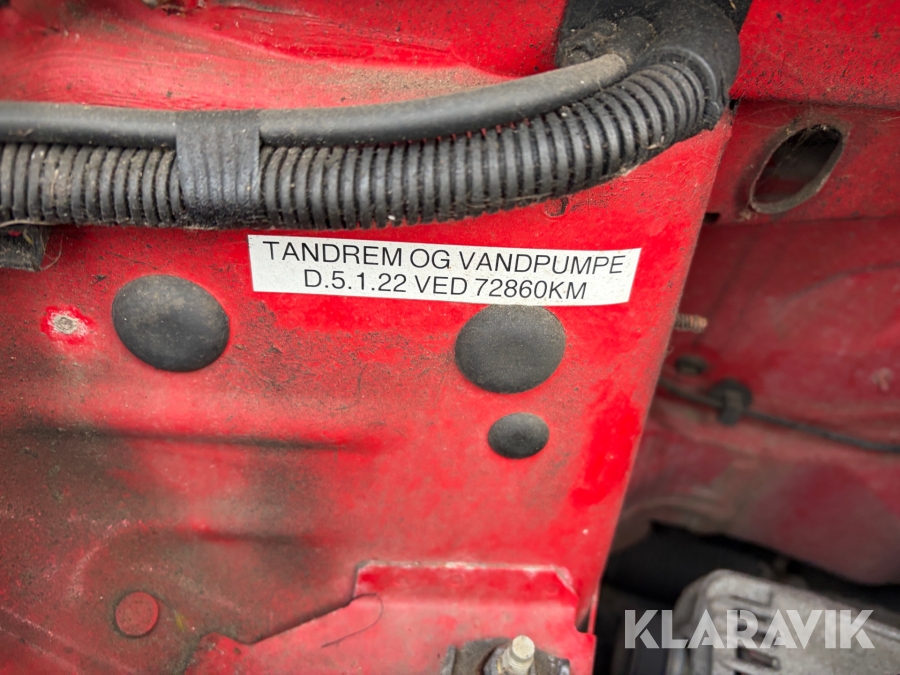 TANDREM OG VANDPUMPE
D.5.1.22 VED 72860KM
KLARAVIK